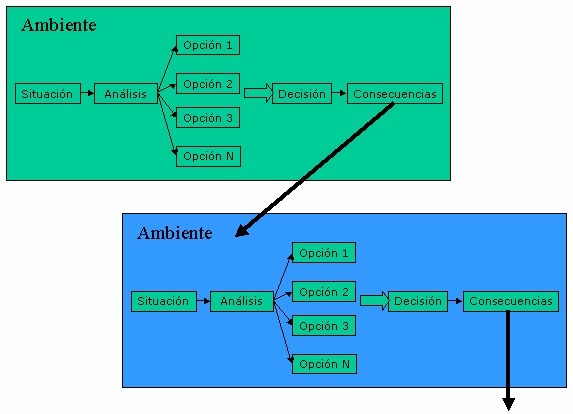 Ambiente
Situación
Análisis
Opción 1
Opción 2
Opción 3
Opción N
Decisión
Consecuencias
Ambiente
Situación
Análisis
Opción 1
Opción 2
Opción 3
Opción N
Decisión
Consecuencias